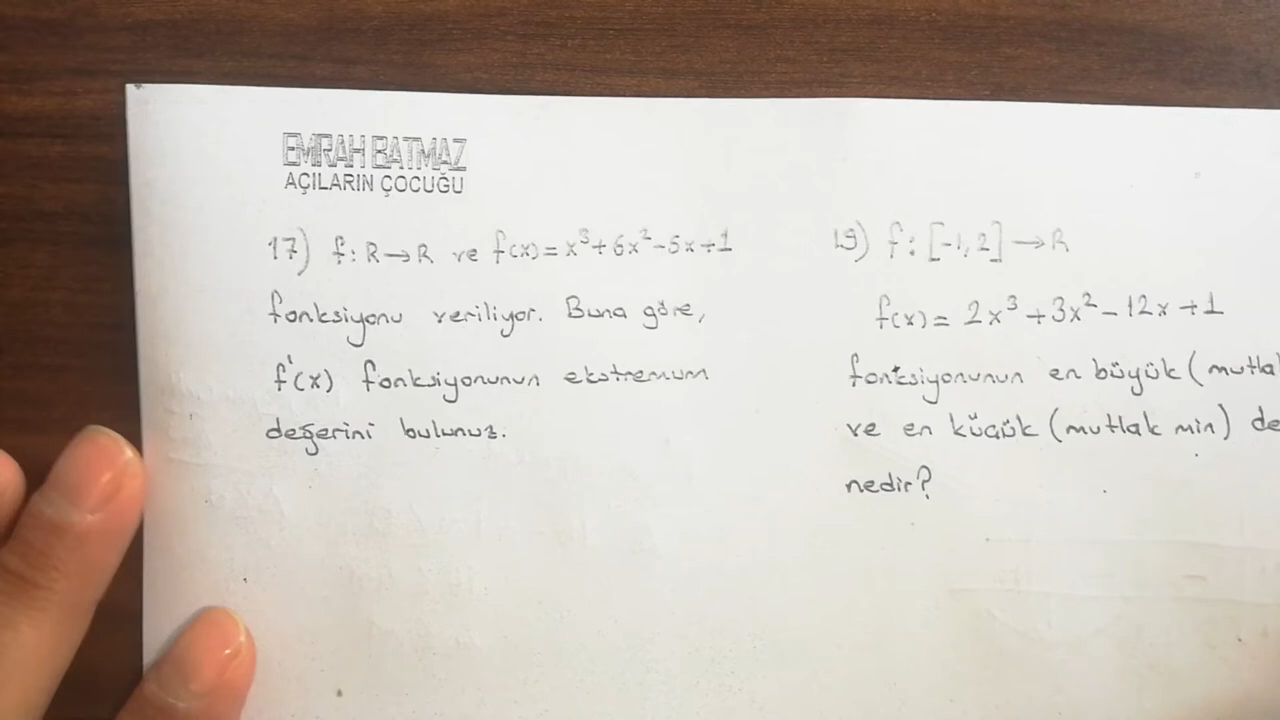 EMRAH BATMAZ
AÇILARIN ÇOCUĞU
17) f: R→R ve f(x) = x³+6x²-5x+1
fonksiyonu veriliyor. Buna göre,
f'(x) fonksiyonunun ekstremum
değerini bulunuz.
19) f: [-1, 2] → R
f(x) = 2x³+3x²-12x+1
fonksiyonunun en büyük (mutla
ve en küçük (mutlak min) de
nedir?